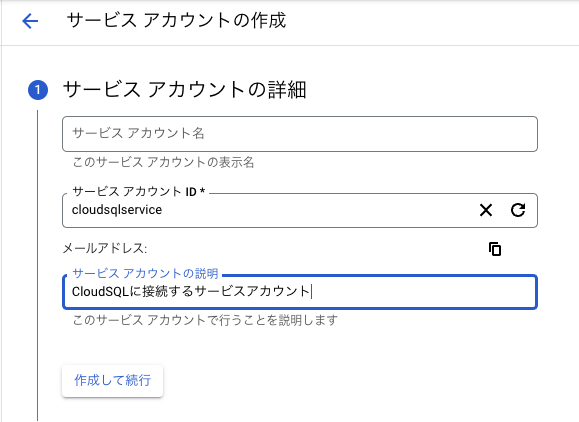 サービス アカウントの作成
1 サービス アカウントの詳細
サービス アカウント名
このサービス アカウントの表示名
サービス アカウント ID *
cloudsqlservice
メールアドレス:
サービス アカウントの説明
CloudSQLに接続するサービスアカウント
このサービス アカウントで行うことを説明します
作成して続行